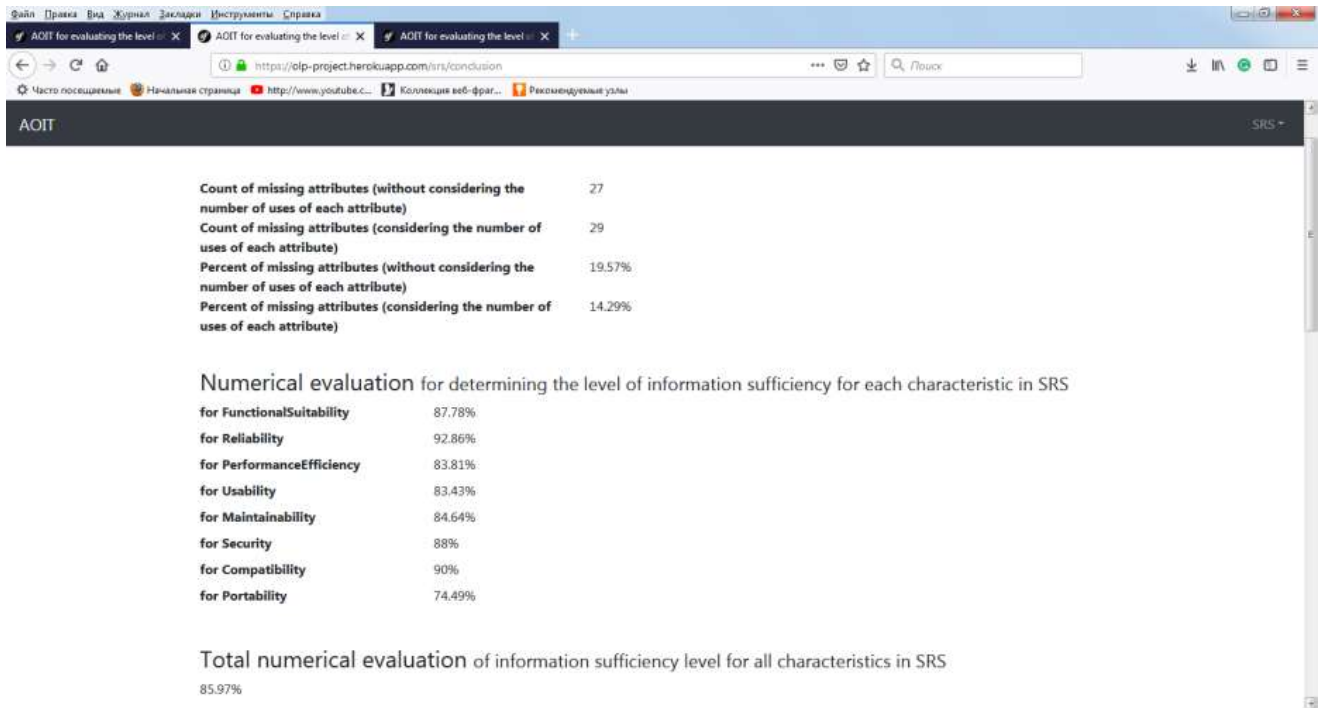 Файл Правка Вид Журнал Закладки Инструменты Справка
AOIT for evaluating the level of X AOIT for evaluating the level of X AOIT for evaluating the level X
https://olp-project.herokuapp.com/srs/conclusion Поиск
Часто посещаемые Начальная страница http://www.youtube.c... Коллекция веб-фраг... Рекомендуемые узлы
AOIT SRS
Count of missing attributes (without considering the 27
number of uses of each attribute)
Count of missing attributes (considering the number of 29
uses of each attribute)
Percent of missing attributes (without considering the 19.57%
number of uses of each attribute)
Percent of missing attributes (considering the number of 14.29%
uses of each attribute)
Numerical evaluation for determining the level of information sufficiency for each characteristic in SRS
for FunctionalSuitability 87.78%
for Reliability 92.86%
for PerformanceEfficiency 83.81%
for Usability 83.43%
for Maintainability 84.64%
for Security 88%
for Compatibility 90%
for Portability 74.49%
Total numerical evaluation of information sufficiency level for all characteristics in SRS
85.97%